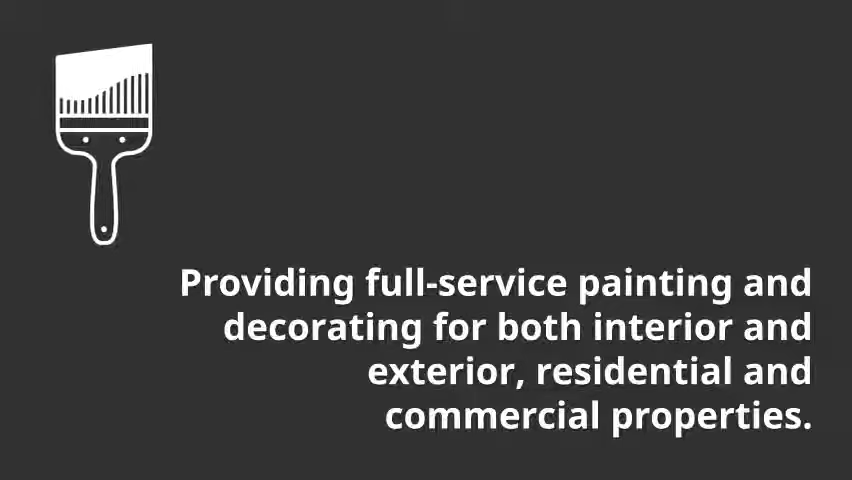 Providing full-service painting and
decorating for both interior and
exterior, residential and
commercial properties.